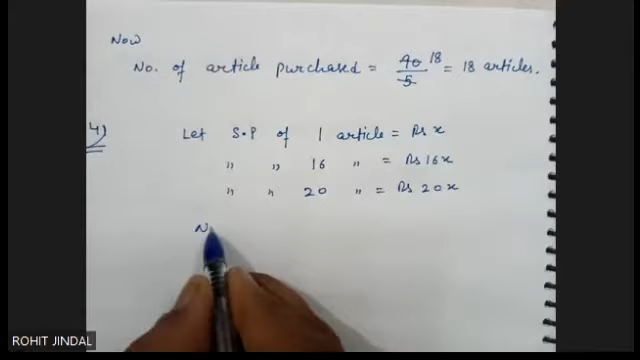 Now
No. of article purchased = 90/5 18 = 18 articles.
4)
Let S.P of 1 article = Rs x
,, ,, 16 ,, = Rs 16x
,, ,, 20 ,, = Rs 20x
N
ROHIT JINDAL